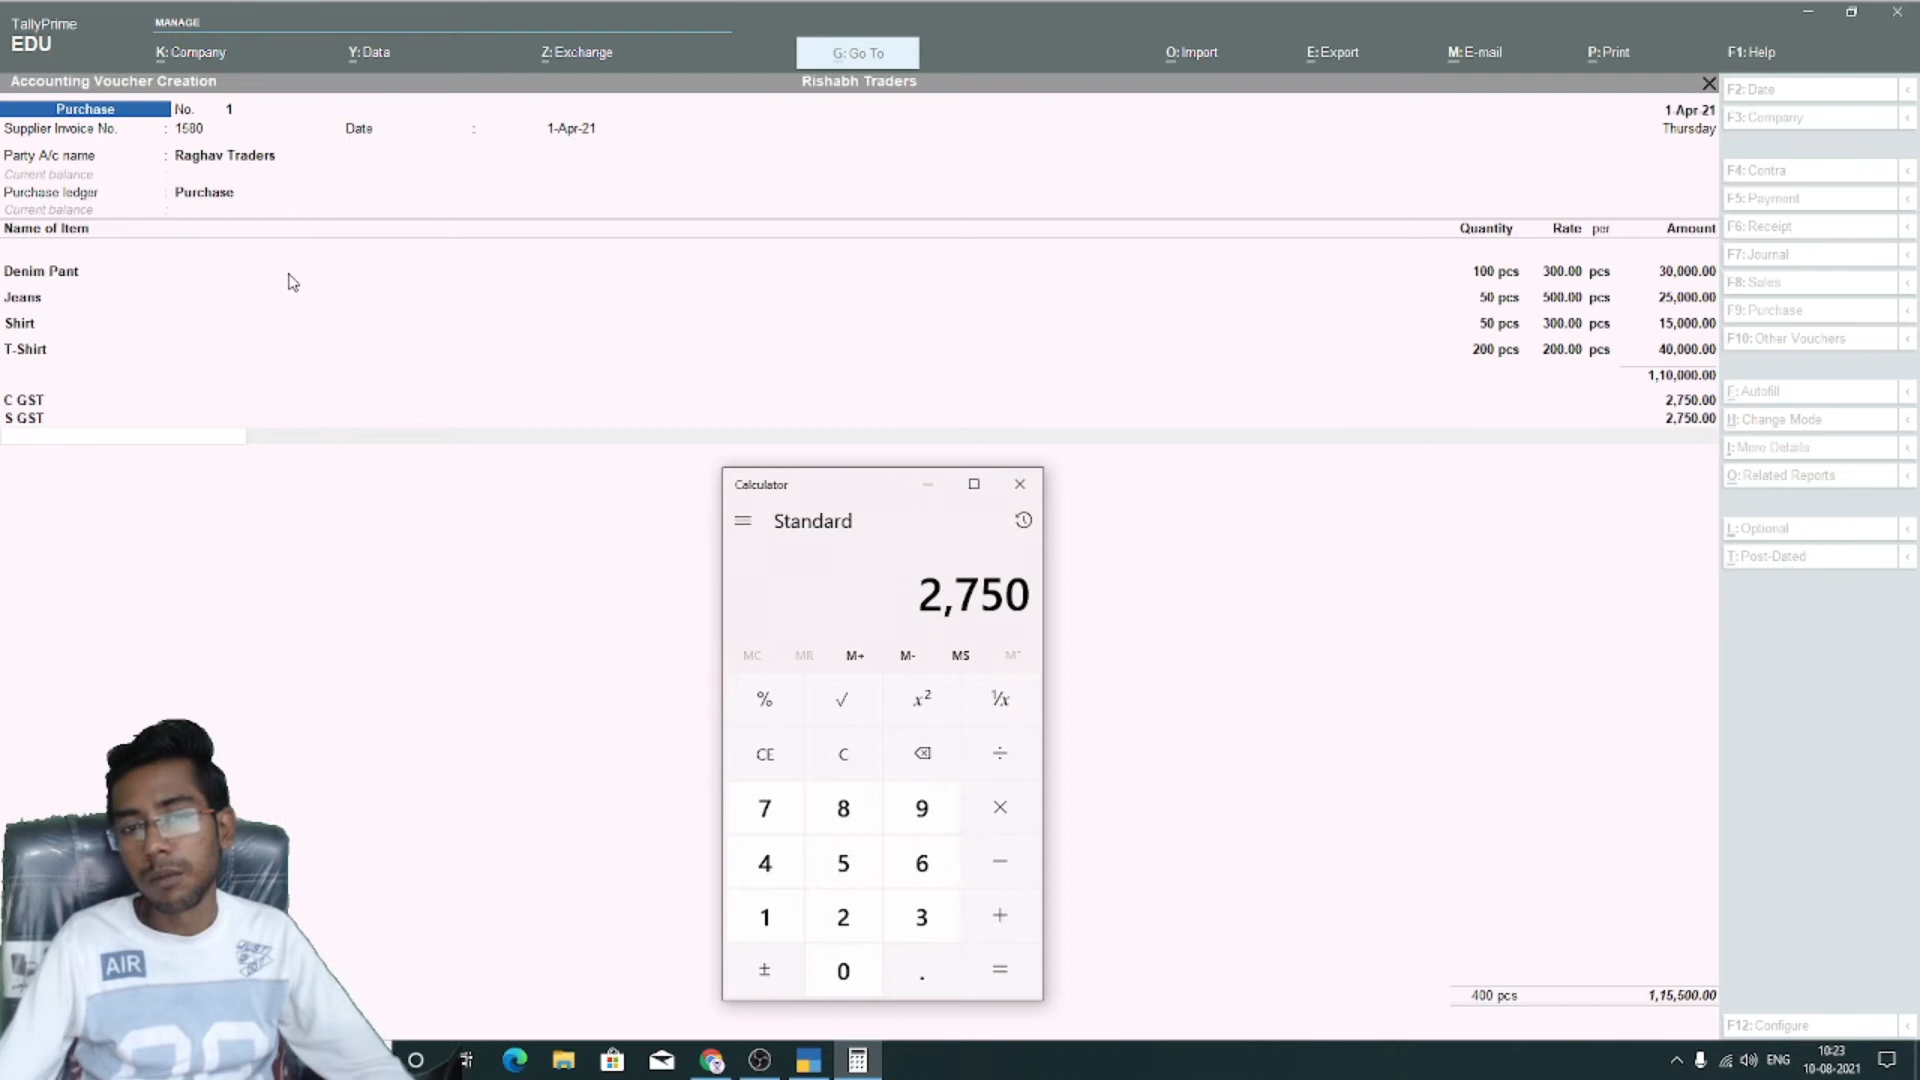 TallyPrime
EDU
MANAGE
K: Company Y: Data Z: Exchange G: Go To O: Import E: Export M: E-mail P: Print F1: Help
Accounting Voucher Creation Rishabh Traders
Purchase No. 1 1-Apr-21
Supplier Invoice No. : 1580 Date : 1-Apr-21 Thursday
Party A/c name : Raghav Traders
Current balance :
Purchase ledger : Purchase
Current balance :
Name of Item Quantity Rate per Amount
Denim Pant 100 pcs 300.00 pcs 30,000.00
Jeans 50 pcs 500.00 pcs 25,000.00
Shirt 50 pcs 300.00 pcs 15,000.00
T-Shirt 200 pcs 200.00 pcs 40,000.00
1,10,000.00
C GST 2,750.00
S GST 2,750.00
400 pcs 1,15,500.00
F2: Date
F3: Company
F4: Contra
F5: Payment
F6: Receipt
F7: Journal
F8: Sales
F9: Purchase
F10: Other Vouchers
F: Autofill
H: Change Mode
I: More Details
O: Related Reports
L: Optional
T: Post-Dated
F12: Configure
Calculator
Standard
2,750
MC MR M+ M- MS M˅
% √ x² ¹/x
CE C ÷
7 8 9 ×
4 5 6 −
1 2 3 +
± 0 . =
AIR
JUST
ENG
10:23
10-08-2021